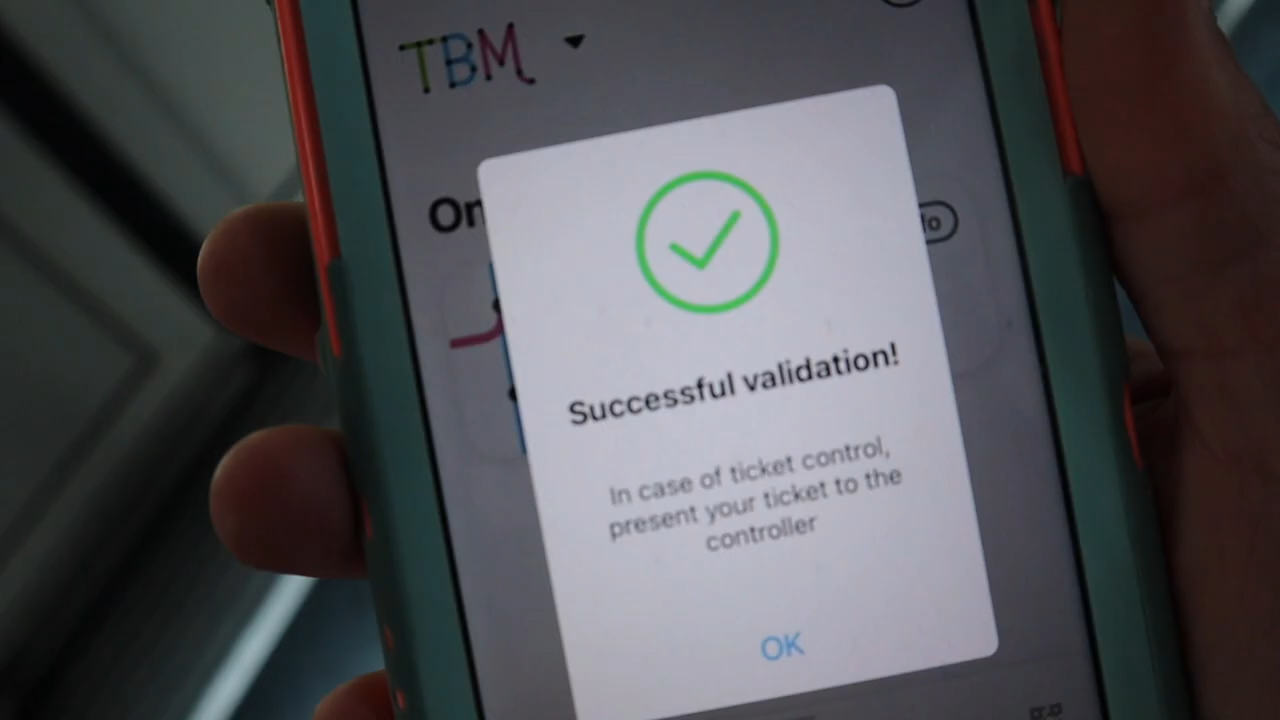 TBM
Successful validation!
In case of ticket control,
present your ticket to the
controller
OK